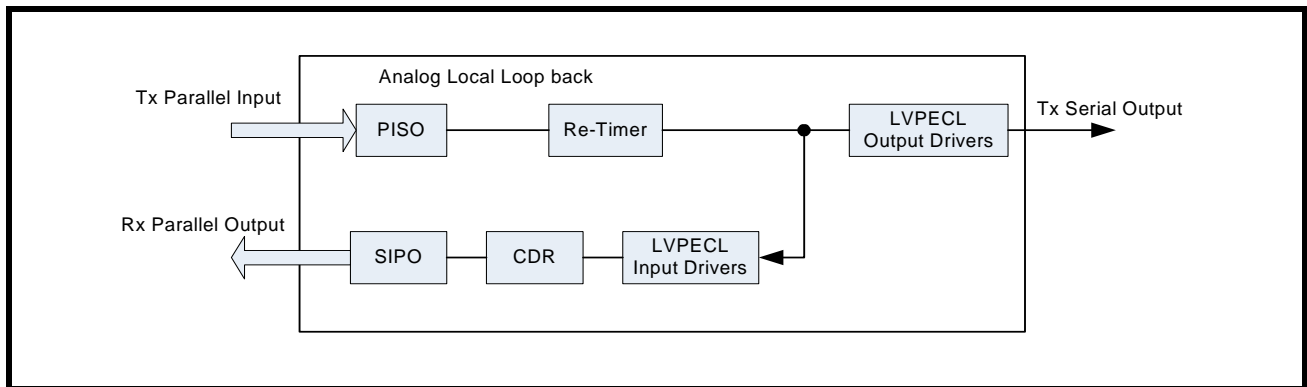 Analog Local Loop back
Tx Parallel Input
PISO
Re-Timer
LVPECL
Output Drivers
Tx Serial Output
Rx Parallel Output
SIPO
CDR
LVPECL
Input Drivers